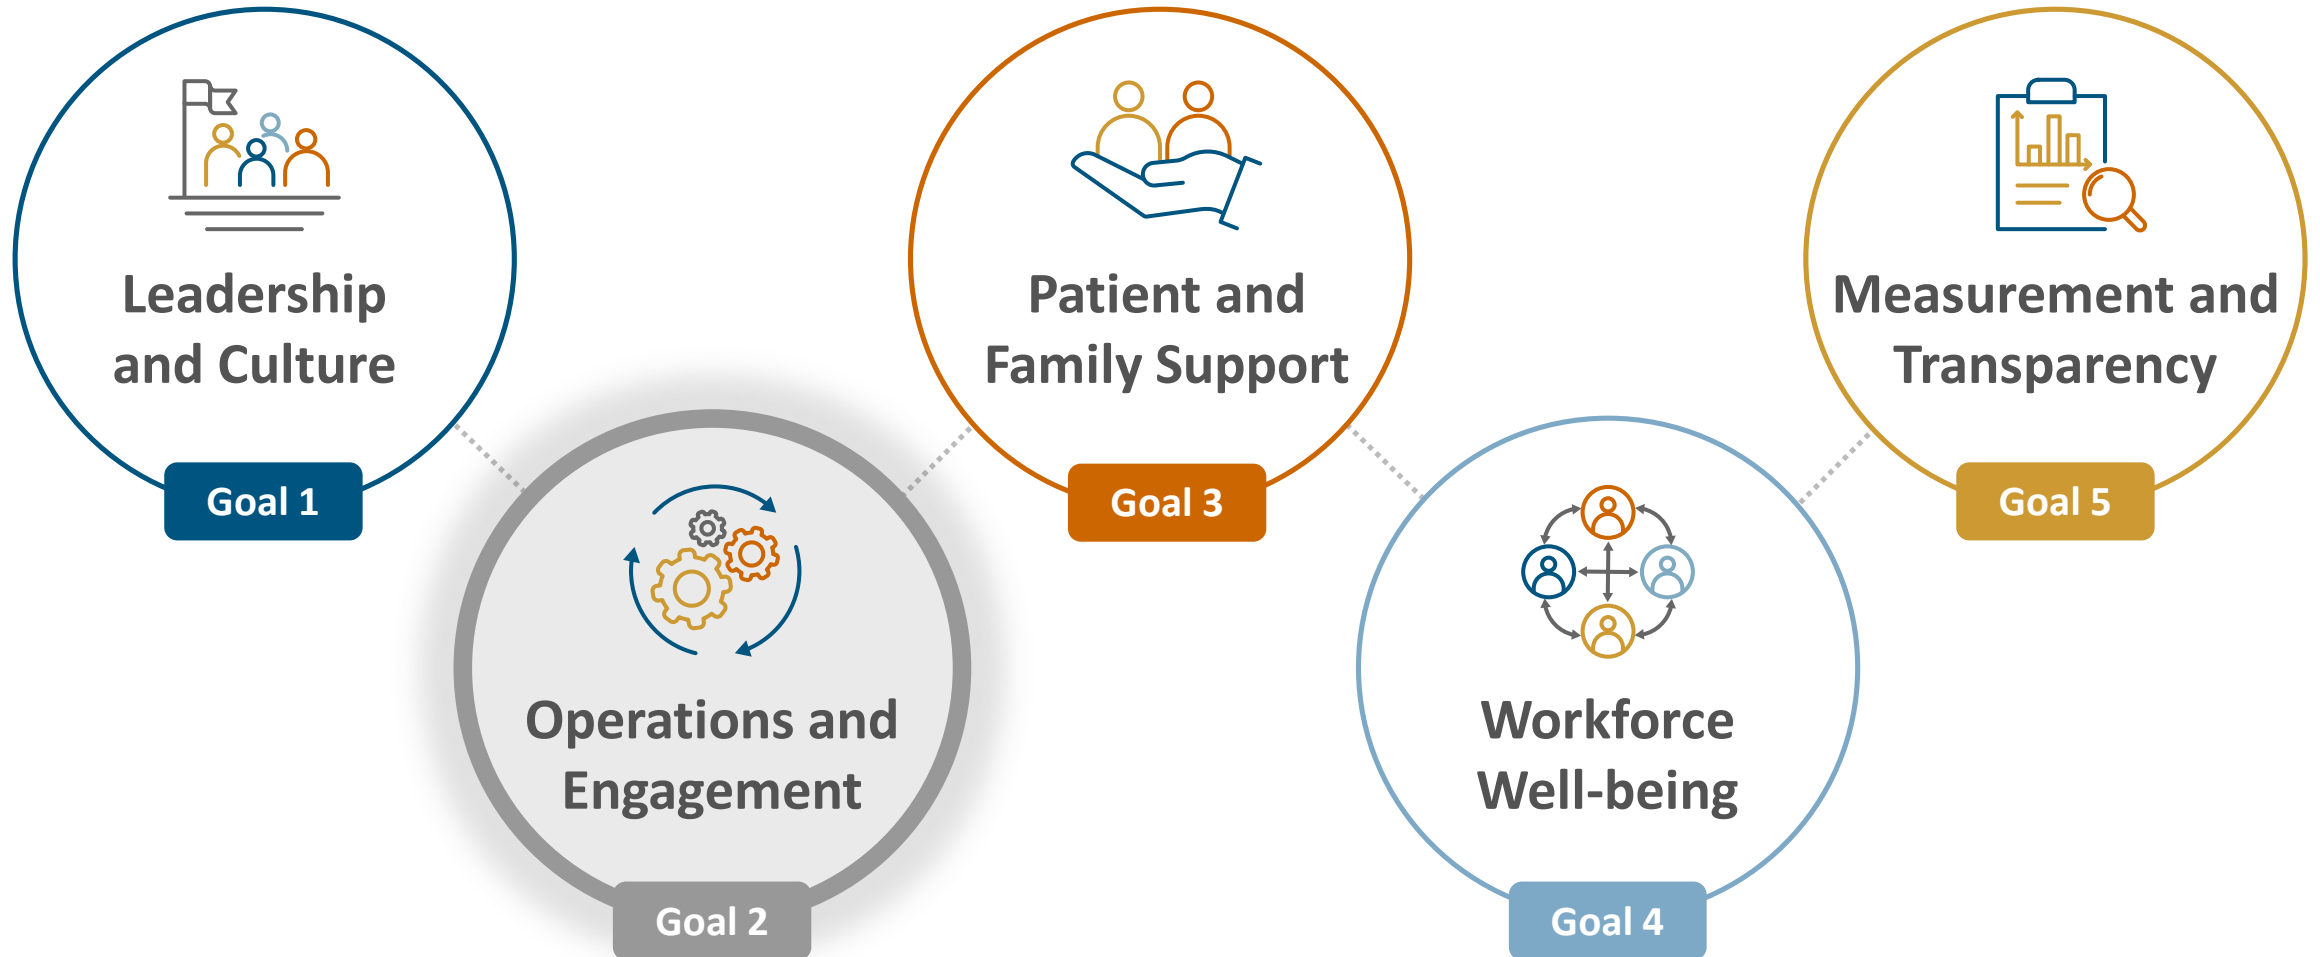 Leadership
and Culture
Goal 1
Operations and
Engagement
Goal 2
Patient and
Family Support
Goal 3
Workforce
Well-being
Goal 4
Measurement and
Transparency
Goal 5